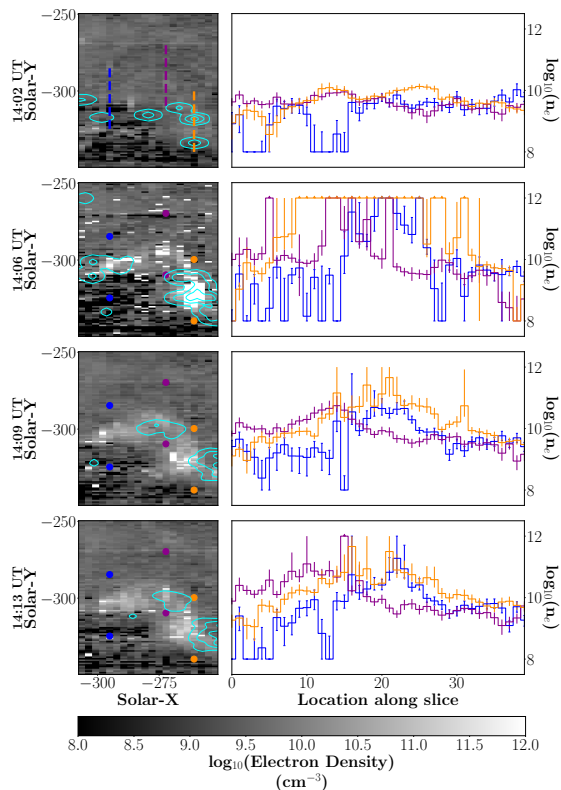 −250
−300
14:02 UT
Solar-Y
12
10
8
log₁₀(nₑ)
−250
−300
14:06 UT
Solar-Y
12
10
8
log₁₀(nₑ)
−250
−300
14:09 UT
Solar-Y
12
10
8
log₁₀(nₑ)
−250
−300
14:13 UT
Solar-Y
12
10
8
log₁₀(nₑ)
−300 −275
Solar-X
0 10 20 30
Location along slice
8.0 8.5 9.0 9.5 10.0 10.5 11.0 11.5 12.0
log₁₀(Electron Density)
(cm⁻³)